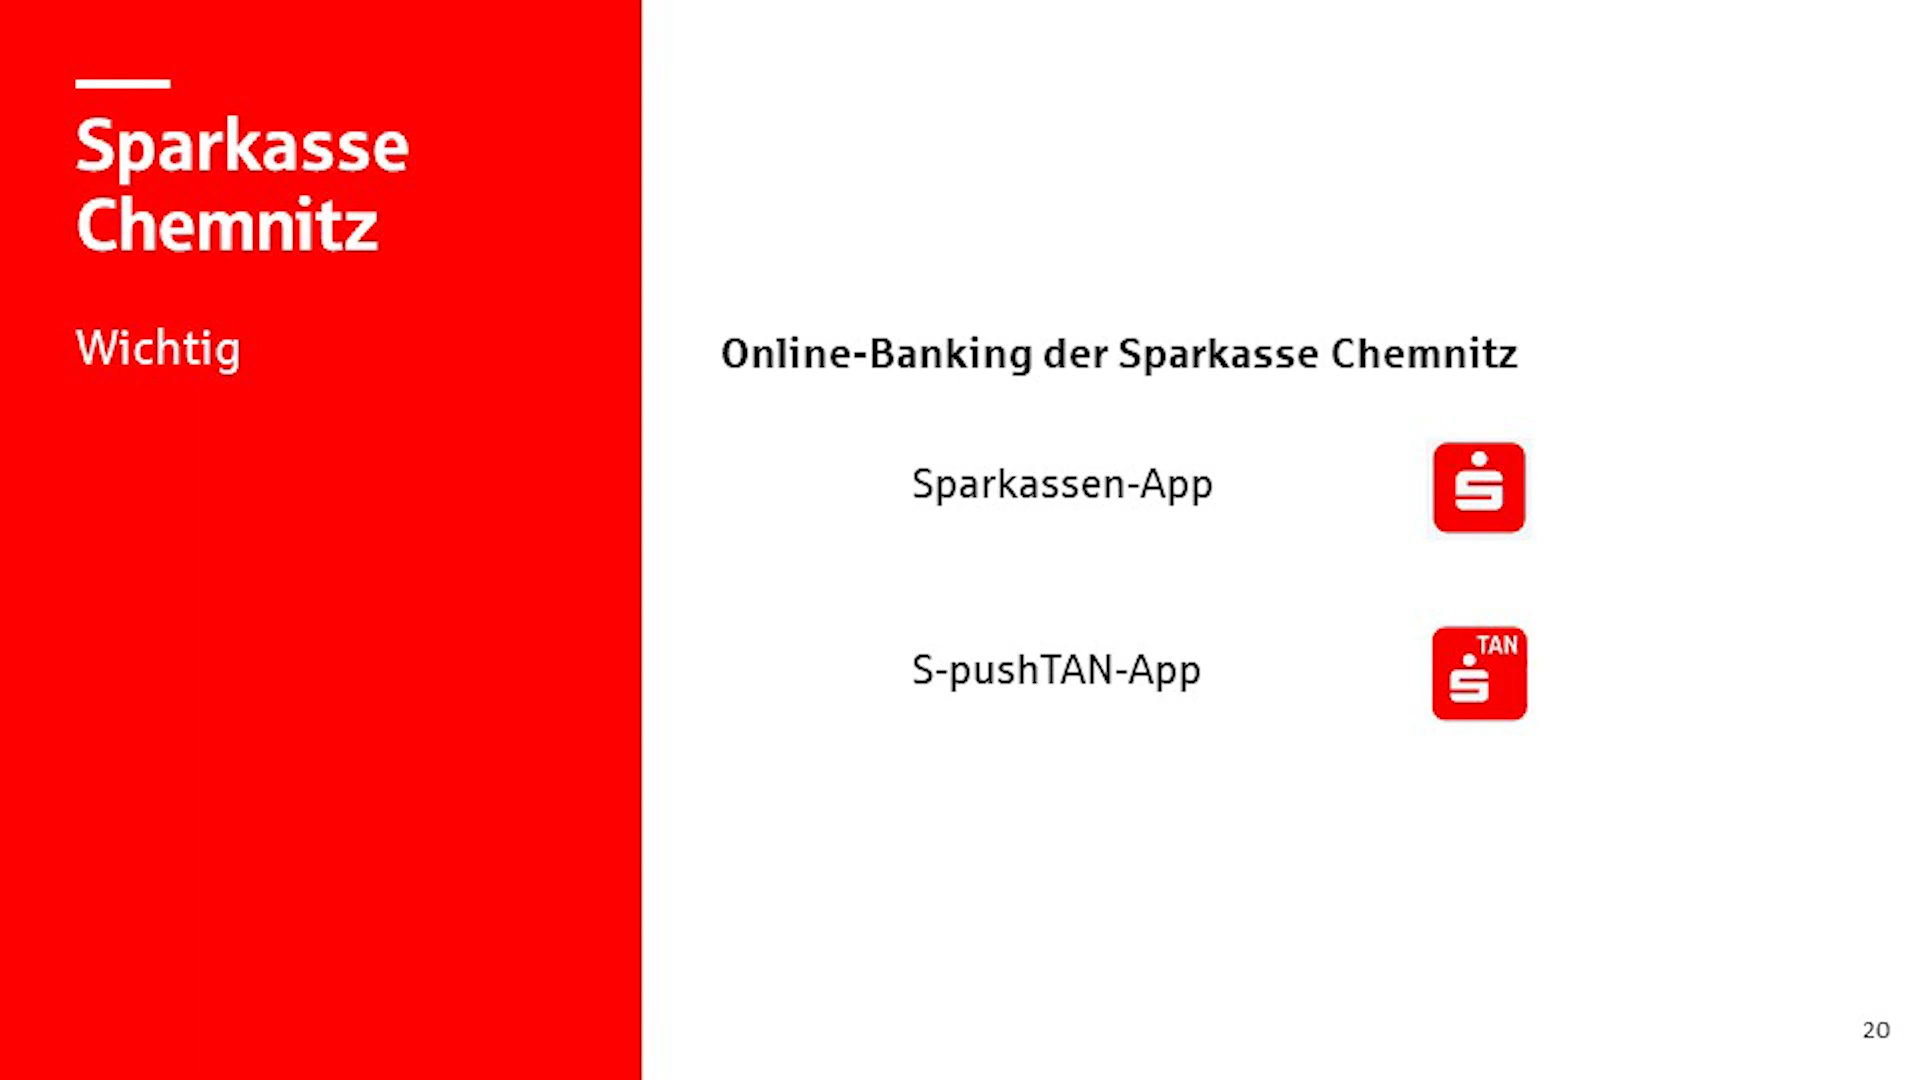 Sparkasse
Chemnitz
Wichtig
Online-Banking der Sparkasse Chemnitz
Sparkassen-App
S-pushTAN-App
TAN
20